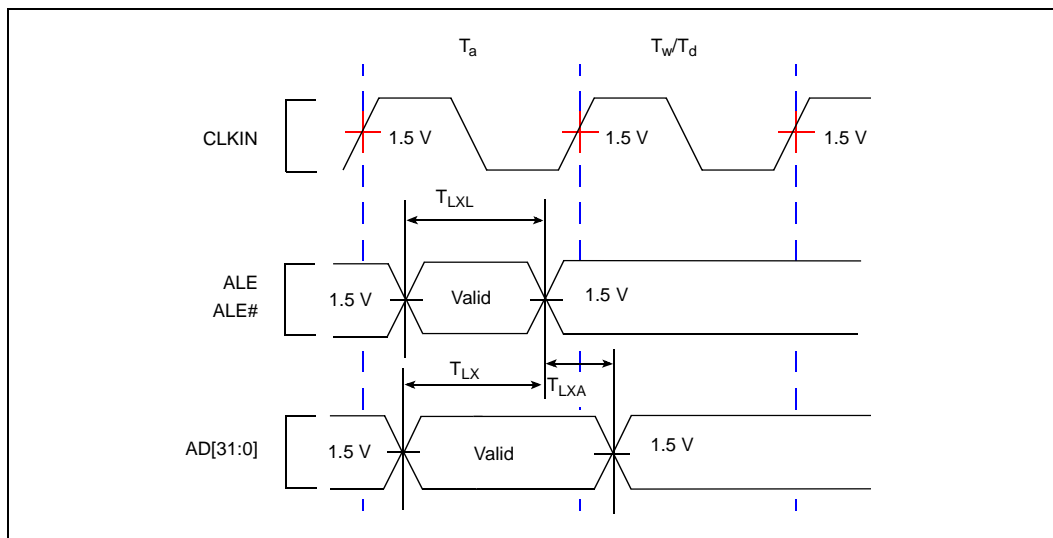 Ta
Tw/Td
CLKIN
1.5 V
1.5 V
1.5 V
TLXL
ALE
ALE#
1.5 V
Valid
1.5 V
TLX
TLXA
AD[31:0]
1.5 V
Valid
1.5 V